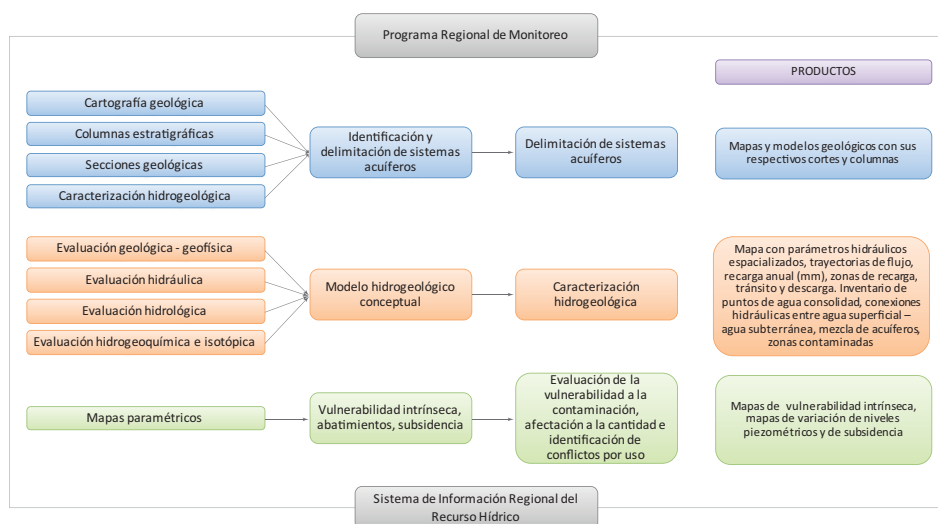 Programa Regional de Monitoreo
PRODUCTOS
Cartografía geológica
Columnas estratigráficas
Secciones geológicas
Caracterización hidrogeológica
Identificación y
delimitación de sistemas
acuíferos
Delimitación de sistemas
acuíferos
Mapas y modelos geológicos con sus
respectivos cortes y columnas
Evaluación geológica - geofísica
Evaluación hidráulica
Evaluación hidrológica
Evaluación hidrogeoquímica e isotópica
Modelo hidrogeológico
conceptual
Caracterización
hidrogeológica
Mapa con parámetros hidráulicos
espacializados, trayectorias de flujo,
recarga anual (mm), zonas de recarga,
tránsito y descarga. Inventario de
puntos de agua consolidad, conexiones
hidráulicas entre agua superficial –
agua subterránea, mezcla de acuíferos,
zonas contaminadas
Mapas paramétricos
Vulnerabilidad intrínseca,
abatimientos, subsidencia
Evaluación de la
vulnerabilidad a la
contaminación,
afectación a la cantidad e
identificación de
conflictos por uso
Mapas de vulnerabilidad intrínseca,
mapas de variación de niveles
piezométricos y de subsidencia
Sistema de Información Regional del
Recurso Hídrico